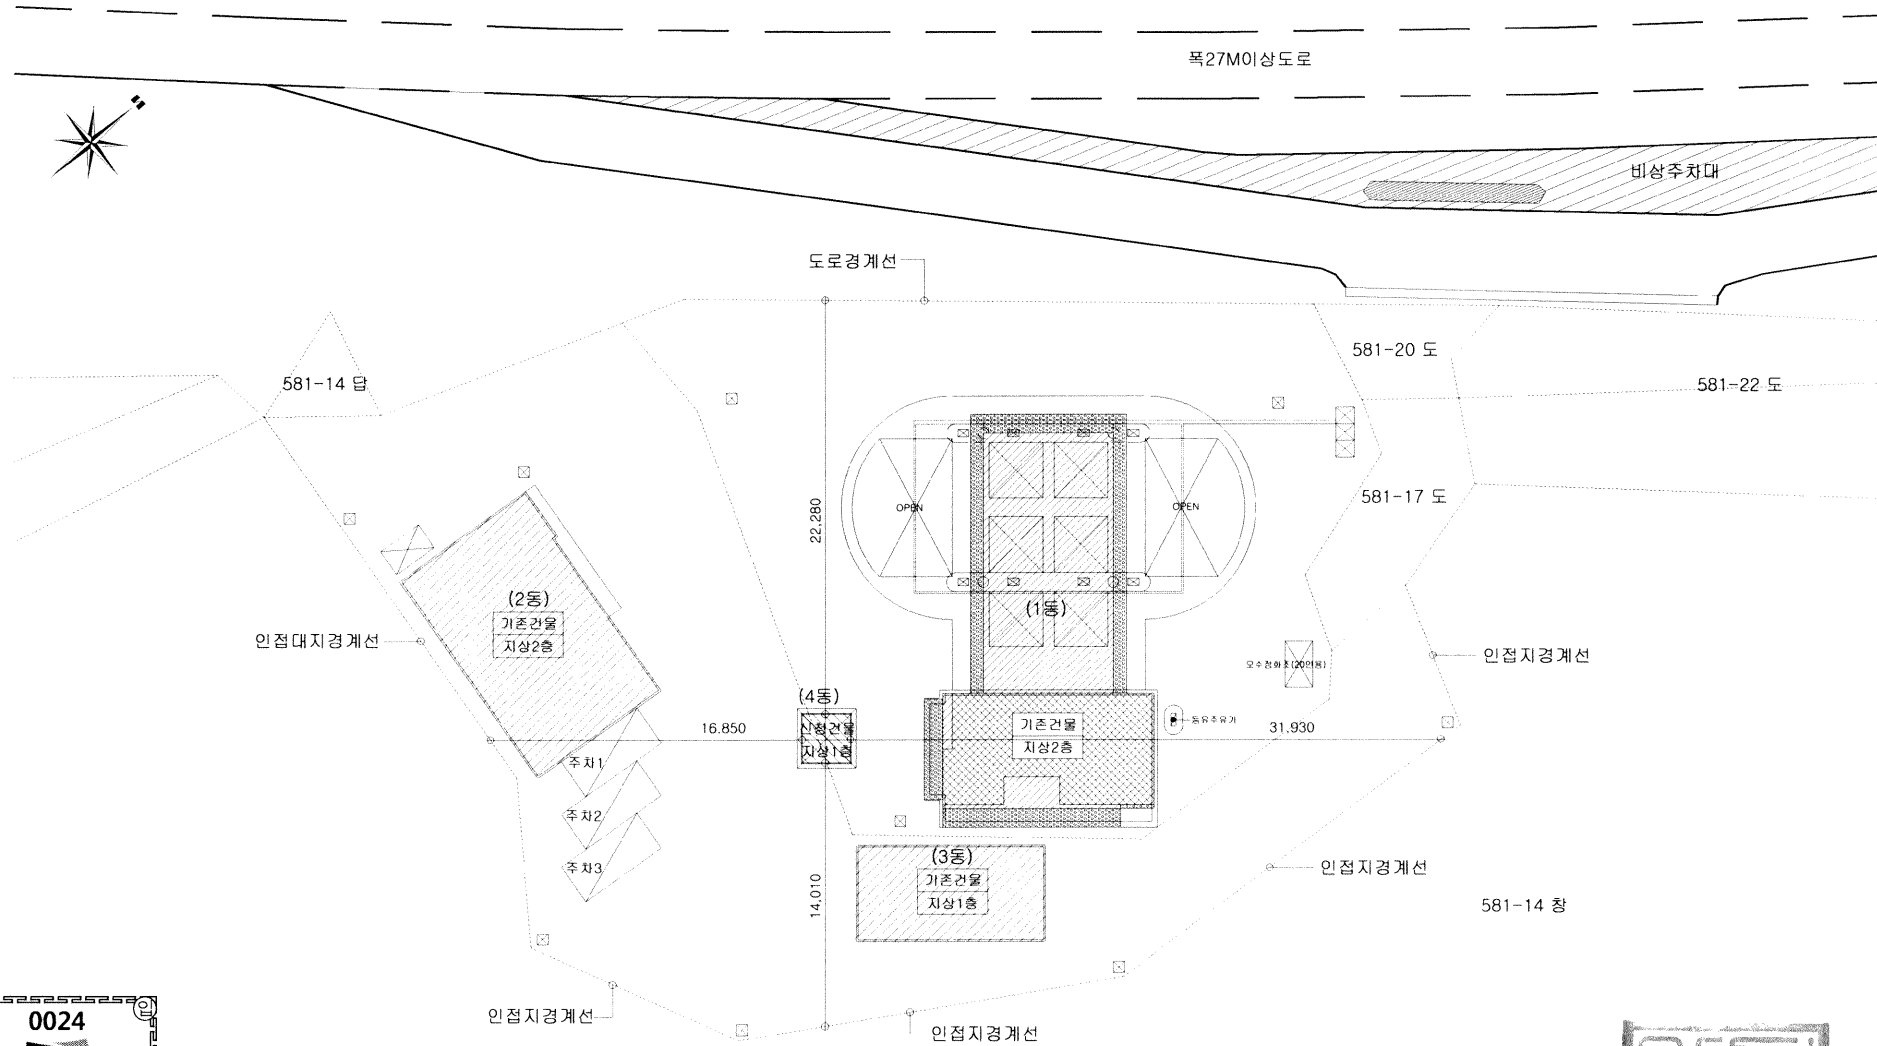 폭27M이상도로
비상주차대
도로경계선
581-20 도
581-14 답
581-22 도
581-17 도
OPEN
OPEN
22.280
(2동)
기존건물
지상2층
(1동)
인접대지경계선
인접지경계선
오수정화조(20인용)
(4동)
신청건물
지상1층
16.850
기존건물
지상2층
등유주유기
31.930
주차1
주차2
주차3
(3동)
기존건물
지상1층
14.010
인접지경계선
581-14 창
인접지경계선
인접지경계선
0024
인